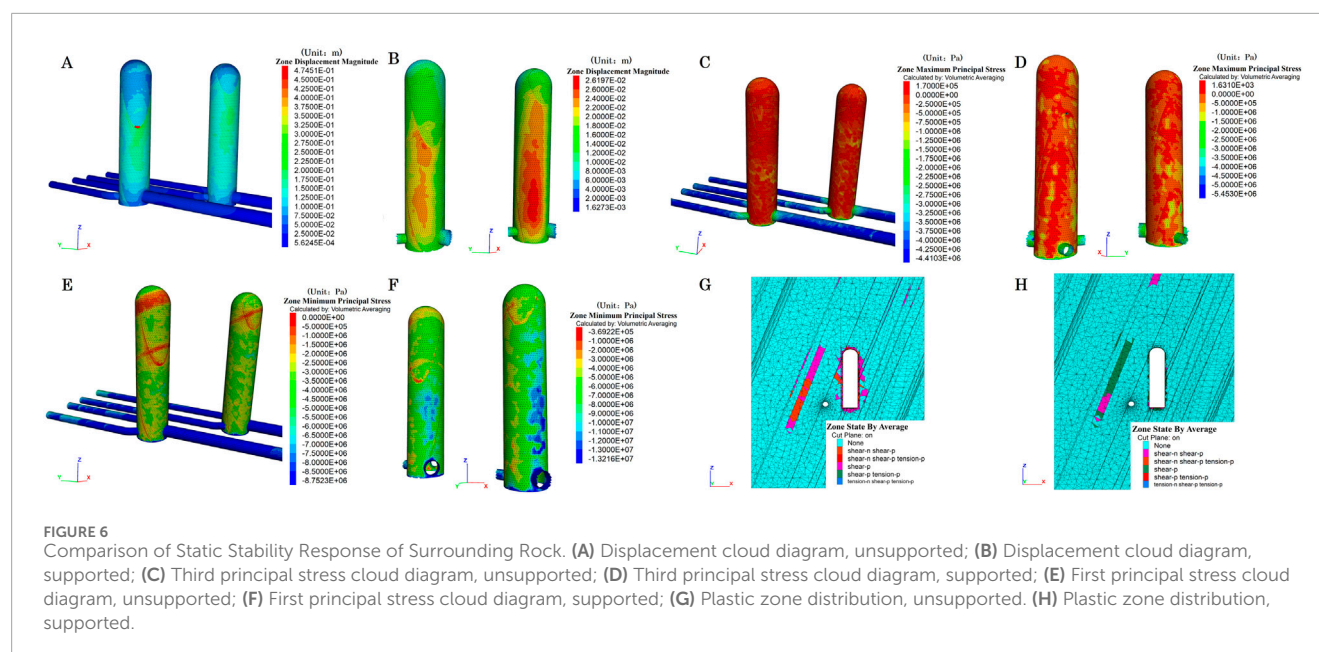 A
(Unit: m)
Zone Displacement Magnitude
4.7451E-01
4.5000E-01
4.2500E-01
4.0000E-01
3.7500E-01
3.5000E-01
3.2500E-01
3.0000E-01
2.7500E-01
2.5000E-01
2.2500E-01
2.0000E-01
1.7500E-01
1.5000E-01
1.2500E-01
1.0000E-01
7.5000E-02
5.0000E-02
2.5000E-02
5.6245E-04
Z
Y
X
B
(Unit: m)
Zone Displacement Magnitude
2.6197E-02
2.6000E-02
2.4000E-02
2.2000E-02
2.0000E-02
1.8000E-02
1.6000E-02
1.4000E-02
1.2000E-02
1.0000E-02
8.0000E-03
6.0000E-03
4.0000E-03
2.0000E-03
1.6273E-03
Z
Y
X
C
(Unit: Pa)
Zone Maximum Principal Stress
Calculated by: Volumetric Averaging
1.7000E+05
0.0000E+00
-2.5000E+05
-5.0000E+05
-7.5000E+05
-1.0000E+06
-1.2500E+06
-1.5000E+06
-1.7500E+06
-2.0000E+06
-2.2500E+06
-2.5000E+06
-2.7500E+06
-3.0000E+06
-3.2500E+06
-3.5000E+06
-3.7500E+06
-4.0000E+06
-4.2500E+06
-4.4103E+06
Z
Y
X
D
(Unit: Pa)
Zone Maximum Principal Stress
Calculated by: Volumetric Averaging
1.6310E+03
0.0000E+00
-5.0000E+05
-1.0000E+06
-1.5000E+06
-2.0000E+06
-2.5000E+06
-3.0000E+06
-3.5000E+06
-4.0000E+06
-4.5000E+06
-5.0000E+06
-5.4530E+06
Z
Y
X
E
(Unit: Pa)
Zone Minimum Principal Stress
Calculated by: Volumetric Averaging
0.0000E+00
-5.0000E+05
-1.0000E+06
-1.5000E+06
-2.0000E+06
-2.5000E+06
-3.0000E+06
-3.5000E+06
-4.0000E+06
-4.5000E+06
-5.0000E+06
-5.5000E+06
-6.0000E+06
-6.5000E+06
-7.0000E+06
-7.5000E+06
-8.0000E+06
-8.5000E+06
-8.7523E+06
Z
Y
X
F
(Unit: Pa)
Zone Minimum Principal Stress
Calculated by: Volumetric Averaging
-3.6922E+05
-1.0000E+06
-2.0000E+06
-3.0000E+06
-4.0000E+06
-5.0000E+06
-6.0000E+06
-7.0000E+06
-8.0000E+06
-9.0000E+06
-1.0000E+07
-1.1000E+07
-1.2000E+07
-1.3000E+07
-1.3216E+07
Z
Y
X
G
Zone State By Average
Cut Plane: on
None
shear-n shear-p
shear-n shear-p tension-p
shear-p
shear-p tension-p
tension-n shear-p tension-p
Z
X
H
Zone State By Average
Cut Plane: on
None
shear-n shear-p
shear-n shear-p tension-p
shear-p
shear-p tension-p
tension-n shear-p tension-p
Z
X
FIGURE 6
Comparison of Static Stability Response of Surrounding Rock. (A) Displacement cloud diagram, unsupported; (B) Displacement cloud diagram,
supported; (C) Third principal stress cloud diagram, unsupported; (D) Third principal stress cloud diagram, supported; (E) First principal stress cloud
diagram, unsupported; (F) First principal stress cloud diagram, supported; (G) Plastic zone distribution, unsupported. (H) Plastic zone distribution,
supported.